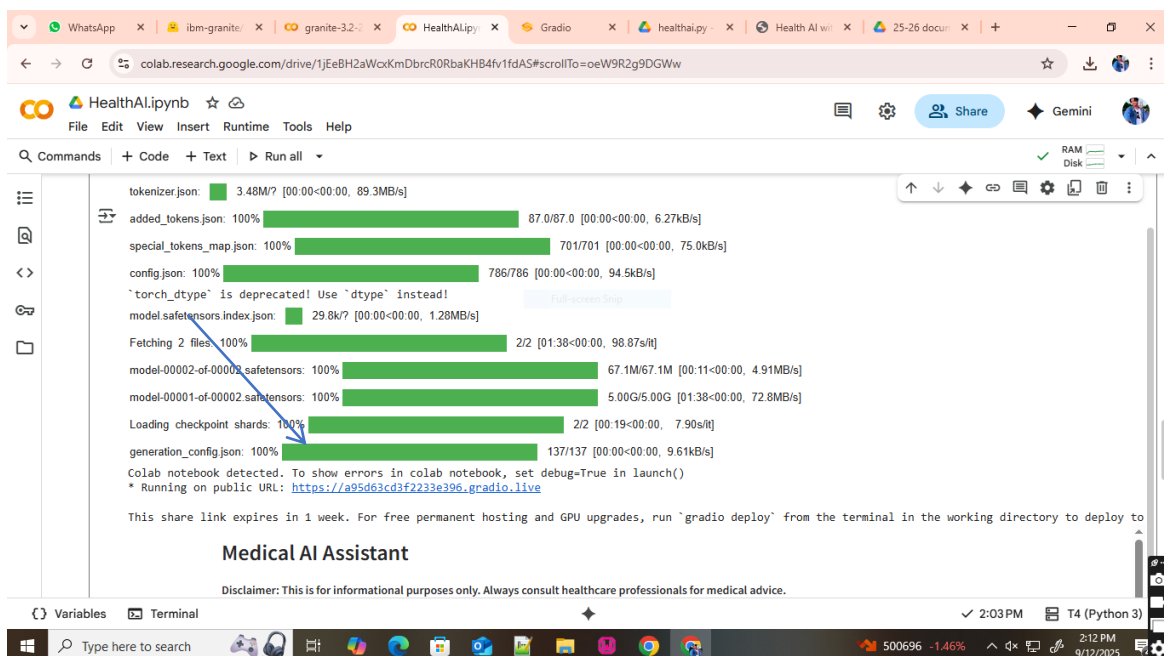 WhatsApp
ibm-granite/
granite-3.2-2
HealthAI.ipy
Gradio
healthai.py -
Health AI wit
25-26 docum
colab.research.google.com/drive/1jEeBH2aWcxKmDbrcR0RbaKHB4fv1fdAS#scrollTo=oeW9R2g9DGWw
HealthAI.ipynb
Share
Gemini
File Edit View Insert Runtime Tools Help
Commands + Code + Text Run all
RAM
Disk
tokenizer.json: 3.48M/? [00:00<00:00, 89.3MB/s]
added_tokens.json: 100% 87.0/87.0 [00:00<00:00, 6.27kB/s]
special_tokens_map.json: 100% 701/701 [00:00<00:00, 75.0kB/s]
config.json: 100% 786/786 [00:00<00:00, 94.5kB/s]
`torch_dtype` is deprecated! Use `dtype` instead!
Full-screen Snip
model.safetensors.index.json: 29.8k/? [00:00<00:00, 1.28MB/s]
Fetching 2 files: 100% 2/2 [01:38<00:00, 98.87s/it]
model-00002-of-00002.safetensors: 100% 67.1M/67.1M [00:11<00:00, 4.91MB/s]
model-00001-of-00002.safetensors: 100% 5.00G/5.00G [01:38<00:00, 72.8MB/s]
Loading checkpoint shards: 100% 2/2 [00:19<00:00, 7.90s/it]
generation_config.json: 100% 137/137 [00:00<00:00, 9.61kB/s]
Colab notebook detected. To show errors in colab notebook, set debug=True in launch()
* Running on public URL: https://a95d63cd3f2233e396.gradio.live
This share link expires in 1 week. For free permanent hosting and GPU upgrades, run `gradio deploy` from the terminal in the working directory to deploy to
Medical AI Assistant
Disclaimer: This is for informational purposes only. Always consult healthcare professionals for medical advice.
{} Variables Terminal
2:03 PM T4 (Python 3)
Type here to search
500696 -1.46%
2:12 PM
9/12/2025